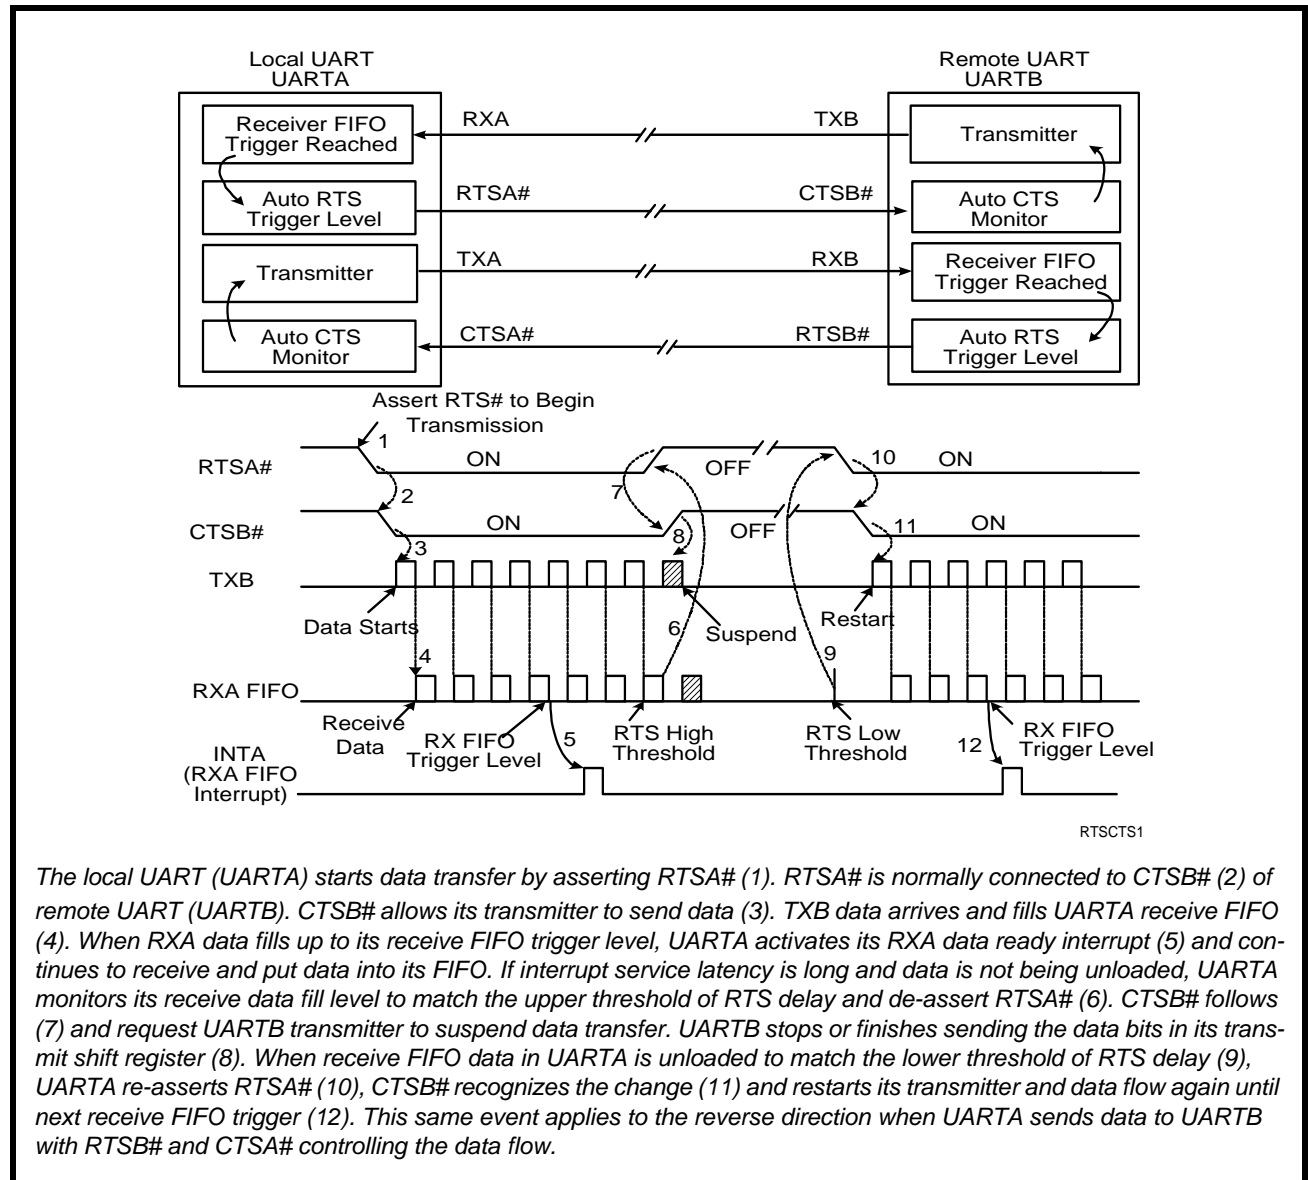 Local UART
UARTA
Remote UART
UARTB
Receiver FIFO
Trigger Reached
RXA
TXB
Transmitter
Auto RTS
Trigger Level
RTSA#
CTSB#
Auto CTS
Monitor
Transmitter
TXA
RXB
Receiver FIFO
Trigger Reached
Auto CTS
Monitor
CTSA#
RTSB#
Auto RTS
Trigger Level
Assert RTS# to Begin
Transmission
1
RTSA#
ON
OFF
10
ON
2
7
CTSB#
ON
8
OFF
11
ON
3
TXB
Data Starts
6
Suspend
Restart
4
9
RXA FIFO
Receive
Data
RX FIFO
Trigger Level
5
RTS High
Threshold
RTS Low
Threshold
12
RX FIFO
Trigger Level
INTA
(RXA FIFO
Interrupt)
RTSCTS1
The local UART (UARTA) starts data transfer by asserting RTSA# (1). RTSA# is normally connected to CTSB# (2) of
remote UART (UARTB). CTSB# allows its transmitter to send data (3). TXB data arrives and fills UARTA receive FIFO
(4). When RXA data fills up to its receive FIFO trigger level, UARTA activates its RXA data ready interrupt (5) and con-
tinues to receive and put data into its FIFO. If interrupt service latency is long and data is not being unloaded, UARTA
monitors its receive data fill level to match the upper threshold of RTS delay and de-assert RTSA# (6). CTSB# follows
(7) and request UARTB transmitter to suspend data transfer. UARTB stops or finishes sending the data bits in its trans-
mit shift register (8). When receive FIFO data in UARTA is unloaded to match the lower threshold of RTS delay (9),
UARTA re-asserts RTSA# (10), CTSB# recognizes the change (11) and restarts its transmitter and data flow again until
next receive FIFO trigger (12). This same event applies to the reverse direction when UARTA sends data to UARTB
with RTSB# and CTSA# controlling the data flow.